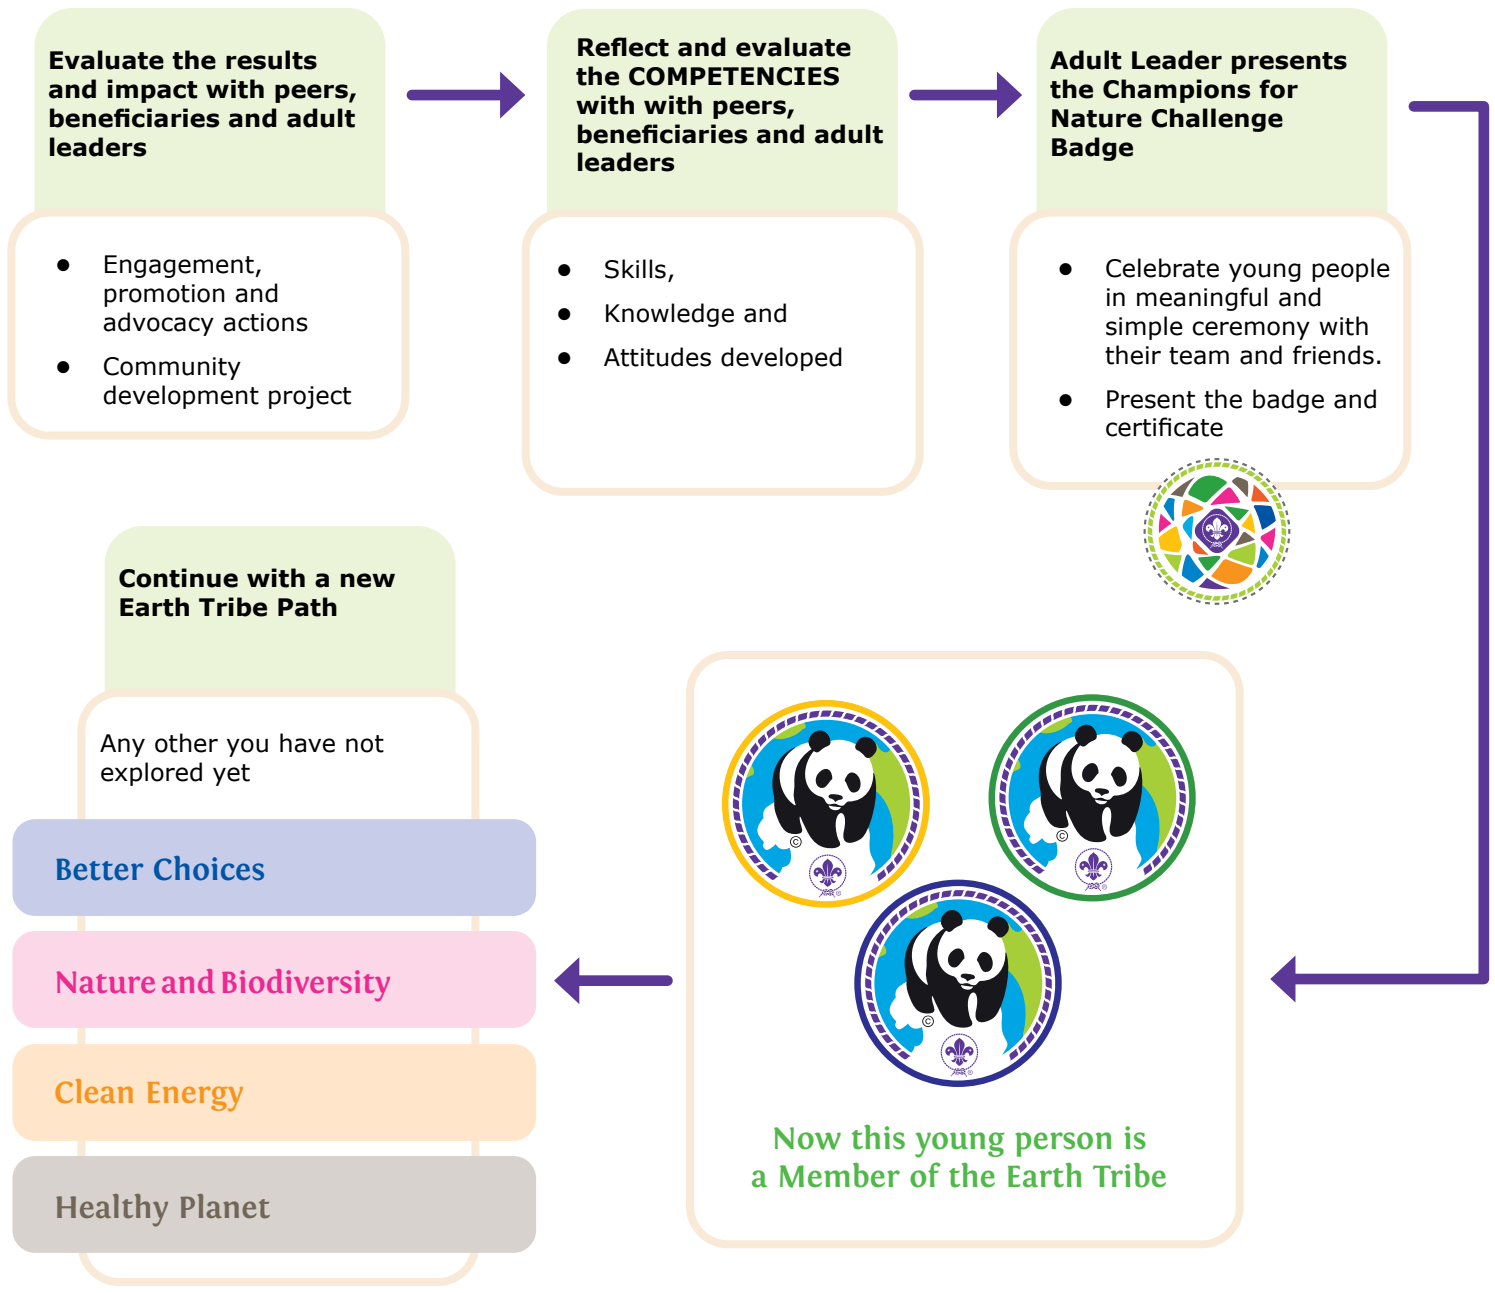 Evaluate the results
and impact with peers,
beneficiaries and adult
leaders
● Engagement,
promotion and
advocacy actions
● Community
development project
Reflect and evaluate
the COMPETENCIES
with with peers,
beneficiaries and adult
leaders
● Skills,
● Knowledge and
● Attitudes developed
Adult Leader presents
the Champions for
Nature Challenge
Badge
● Celebrate young people
in meaningful and
simple ceremony with
their team and friends.
● Present the badge and
certificate
©
®
©
®
©
®
Now this young person is
a Member of the Earth Tribe
Continue with a new
Earth Tribe Path
Any other you have not
explored yet
Better Choices
Nature and Biodiversity
Clean Energy
Healthy Planet